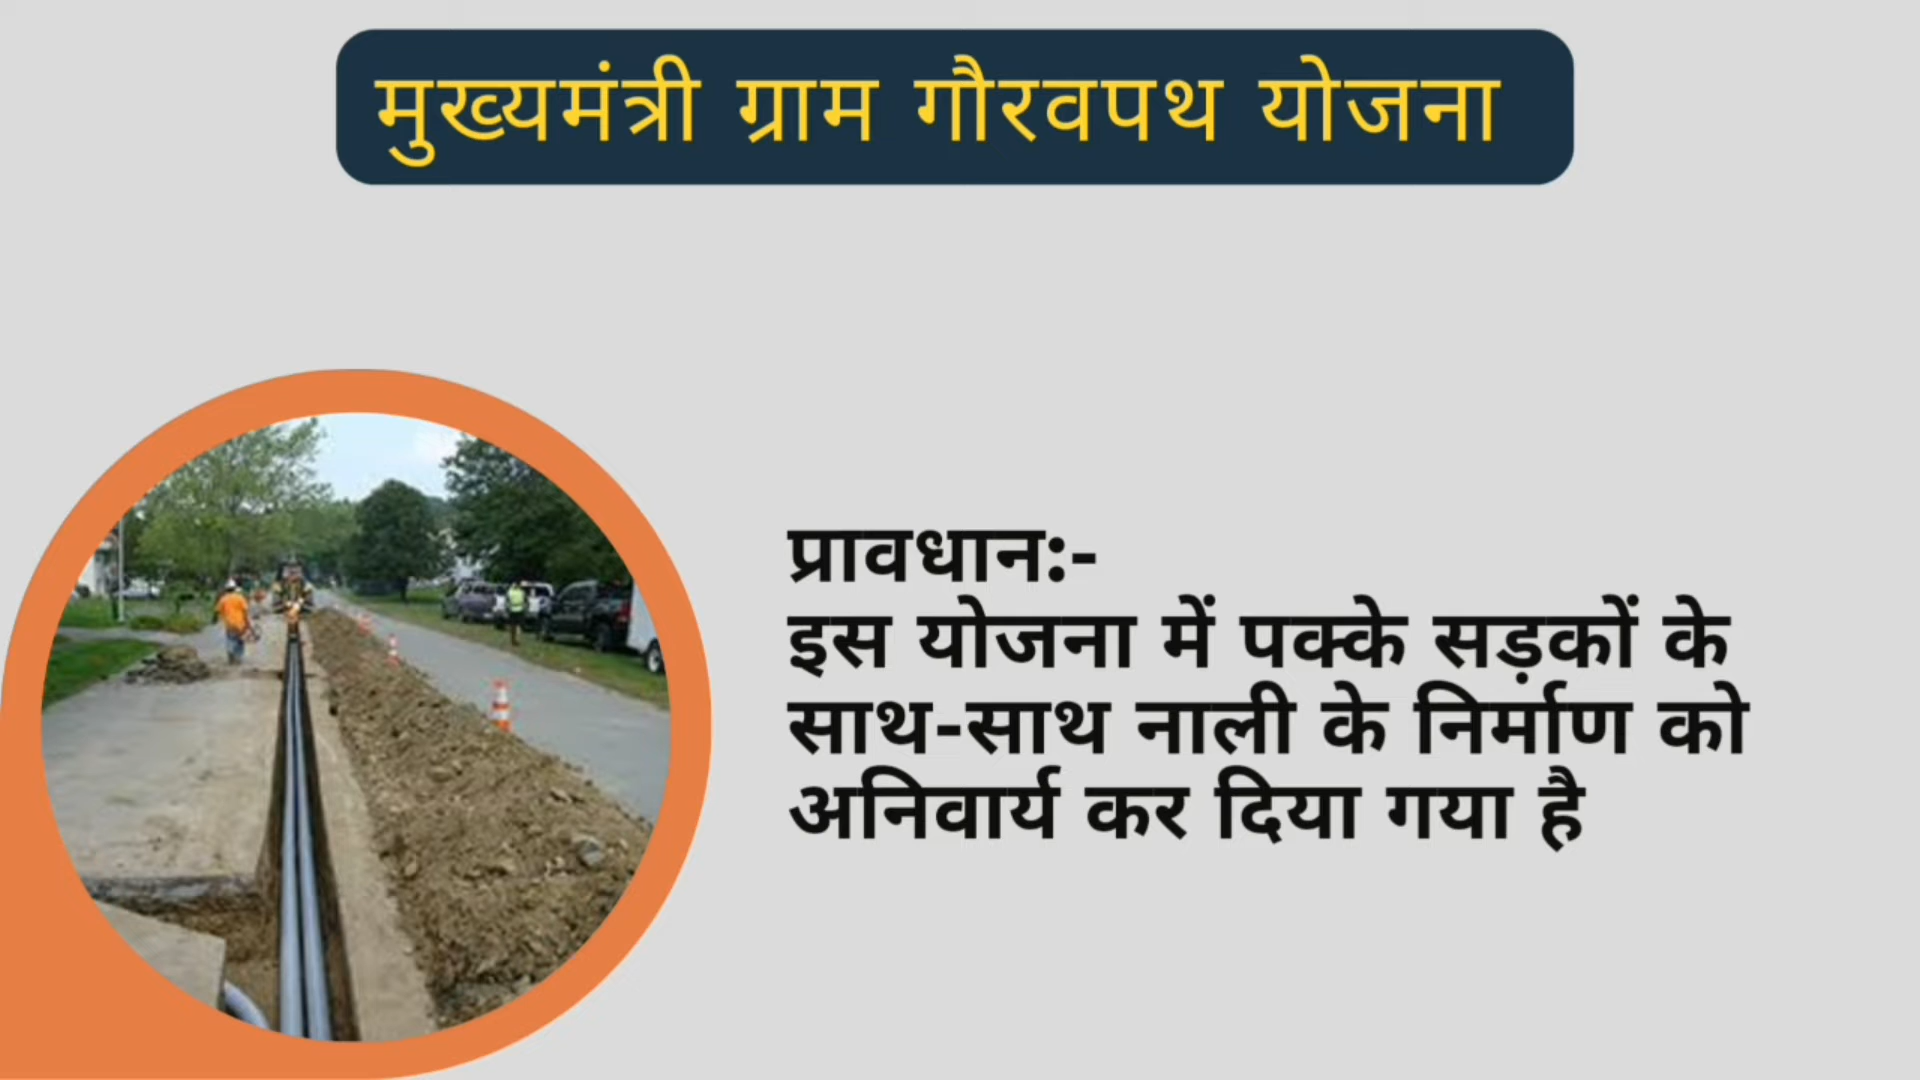 मुख्यमंत्री ग्राम गौरवपथ योजना
प्रावधान:-
इस योजना में पक्के सड़कों के
साथ-साथ नाली के निर्माण को
अनिवार्य कर दिया गया है